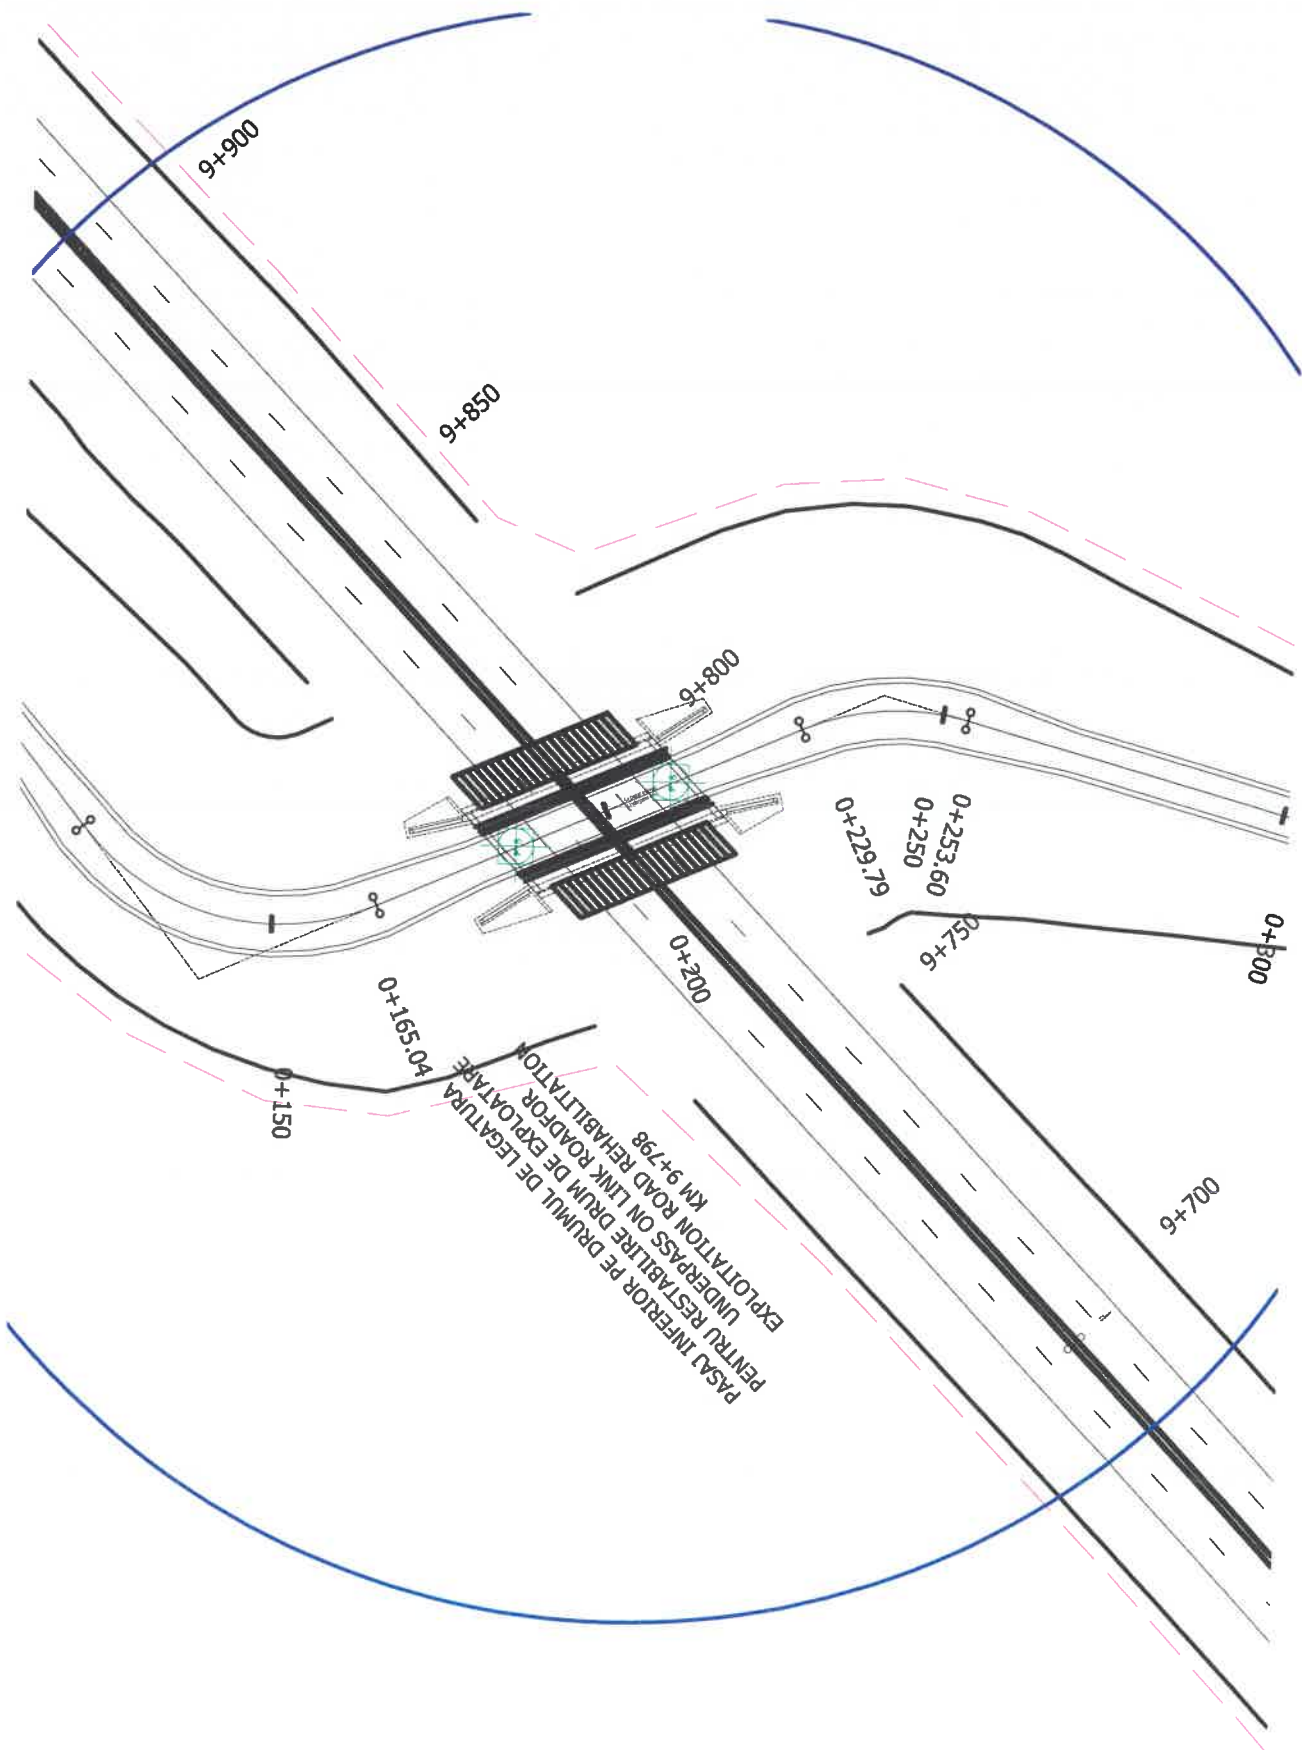 9+900
9+850
9+800
0+229.79
0+250
0+253.60
9+750
0+300
0+200
0+165.04
0+150
9+700
PASAJ INFERIOR PE DRUMUL DE LEGATURA
PENTRU RESTABILIRE DRUM DE EXPLOATARE
UNDERPASS ON LINK ROADFOR
EXPLOITATION ROAD REHABILITATION
KM 9+798